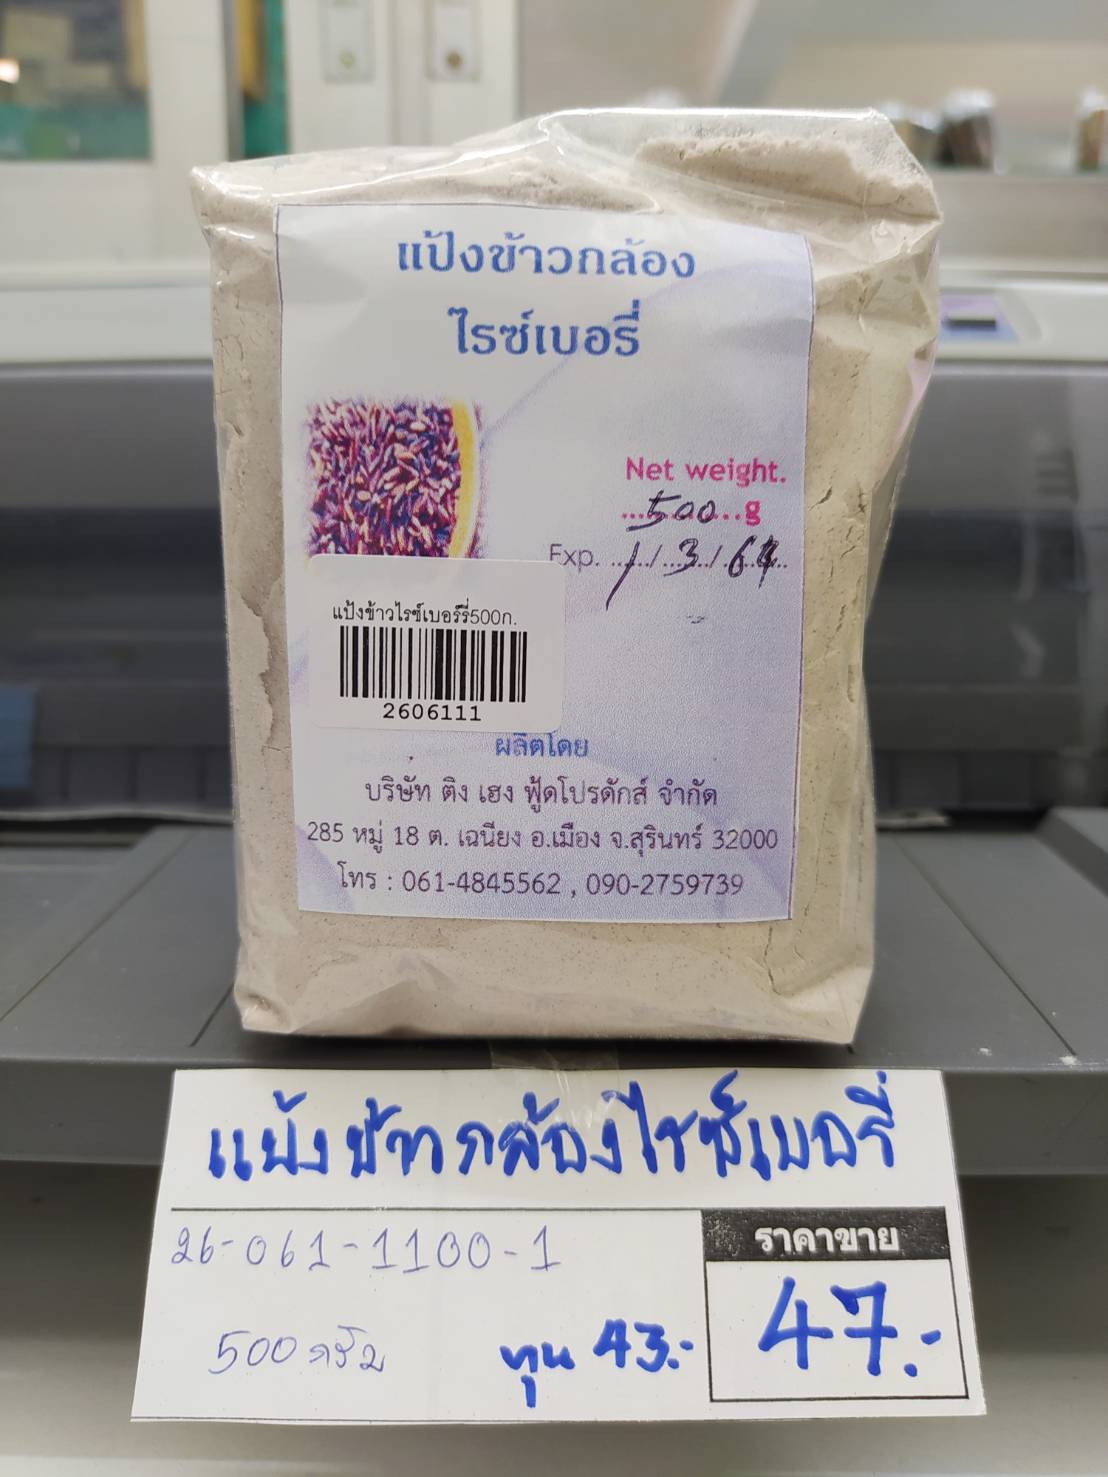 แป้งข้าวกล้อง
ไรซ์เบอรี่
Net weight.
500 g
Exp. 1/3/64
แป้งข้าวไรซ์เบอร์รี่500ก.
2606111
ผลิตโดย
บริษัท ติง เฮง ฟู้ดโปรดักส์ จำกัด
285 หมู่ 18 ต. เฉนียง อ.เมือง จ.สุรินทร์ 32000
โทร : 061-4845562 , 090-2759739
แป้งข้าวกล้องไรซ์เบอรี่
26-061-1100-1
ราคาขาย
500 กรัม
ทุน 43.-
47.-